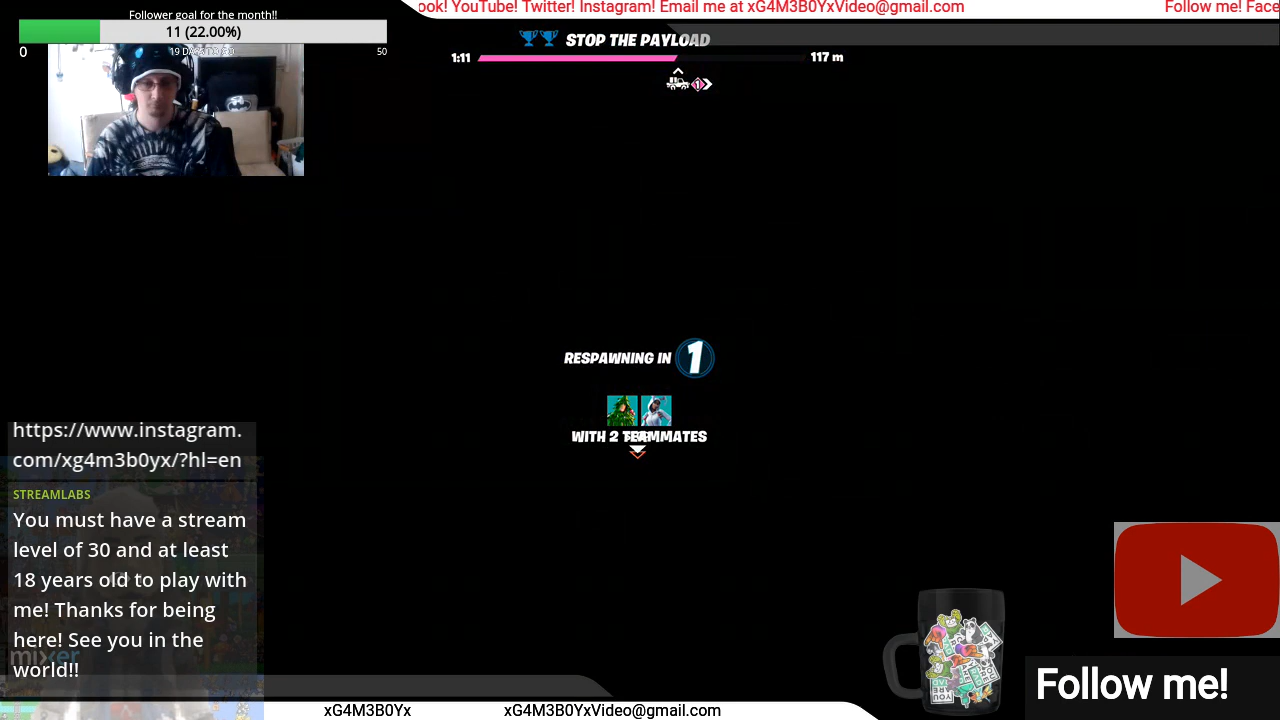 Follower goal for the month!!
11 (22.00%)
0
50
ook! YouTube! Twitter! Instagram! Email me at xG4M3B0YxVideo@gmail.com
Follow me! Face
STOP THE PAYLOAD
1:11
117 m
1
RESPAWNING IN 1
WITH 2 TEAMMATES
https://www.instagram.
com/xg4m3b0yx/?hl=en
STREAMLABS
You must have a stream
level of 30 and at least
18 years old to play with
me! Thanks for being
here! See you in the
world!!
mixer
Follow me!
xG4M3B0Yx
xG4M3B0YxVideo@gmail.com